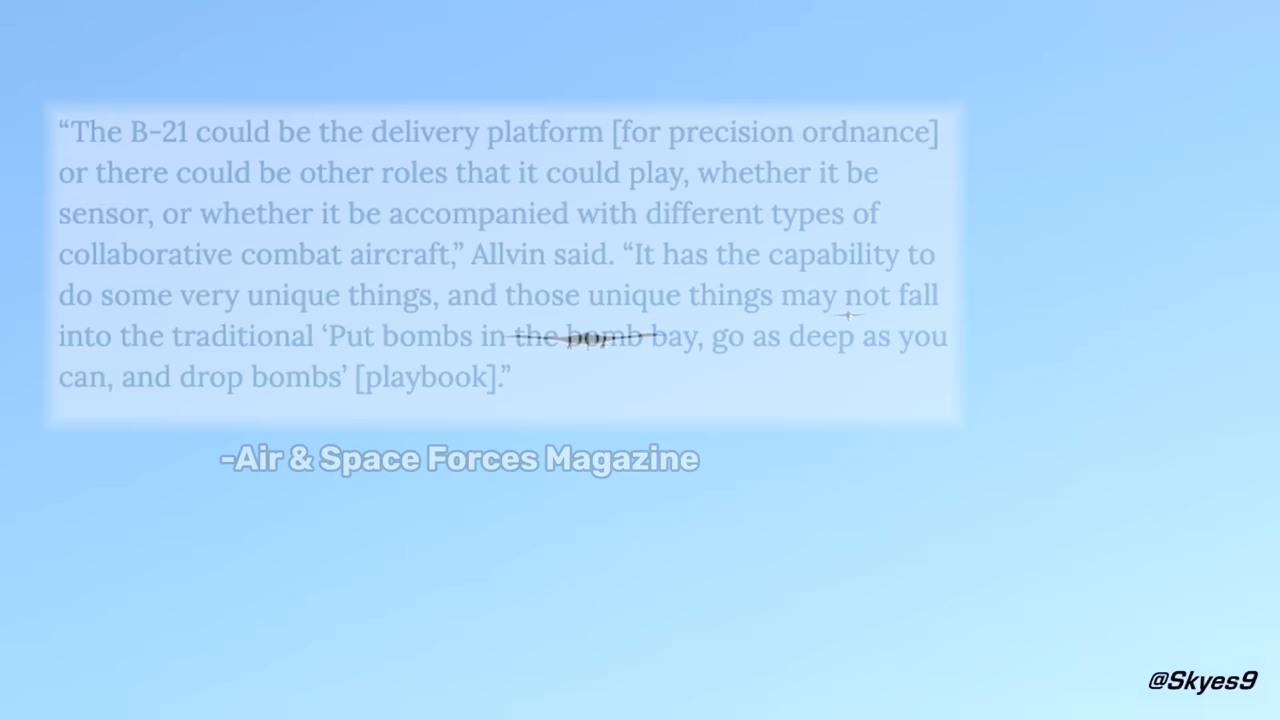 “The B-21 could be the delivery platform [for precision ordnance]
or there could be other roles that it could play, whether it be
sensor, or whether it be accompanied with different types of
collaborative combat aircraft,” Allvin said. “It has the capability to
do some very unique things, and those unique things may not fall
into the traditional ‘Put bombs in the bomb bay, go as deep as you
can, and drop bombs’ [playbook].”
-Air & Space Forces Magazine
@Skyes9